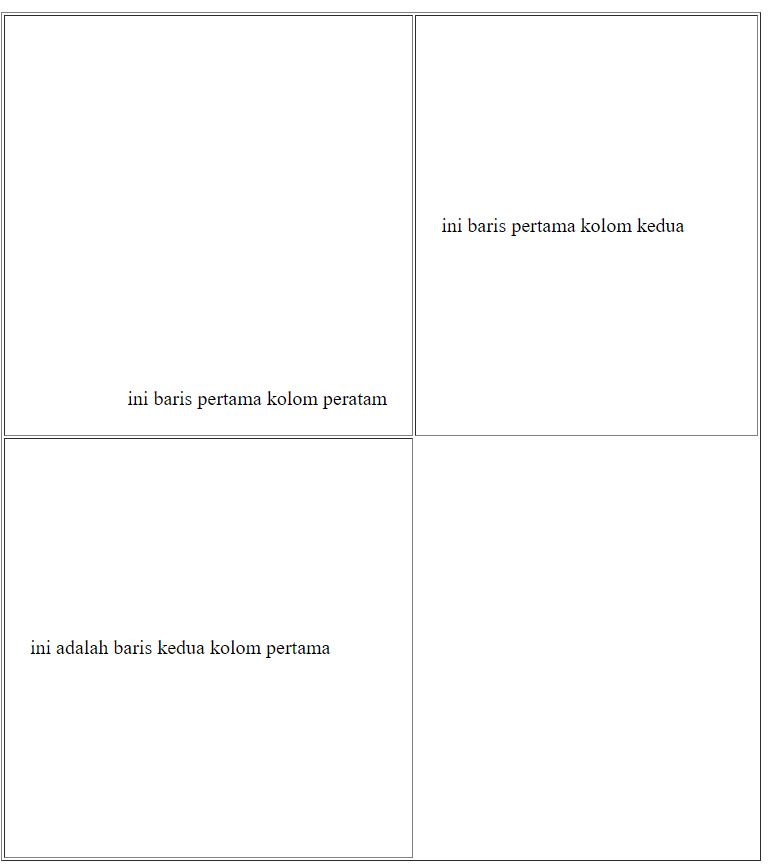 ini baris pertama kolom peratam
ini baris pertama kolom kedua
ini adalah baris kedua kolom pertama